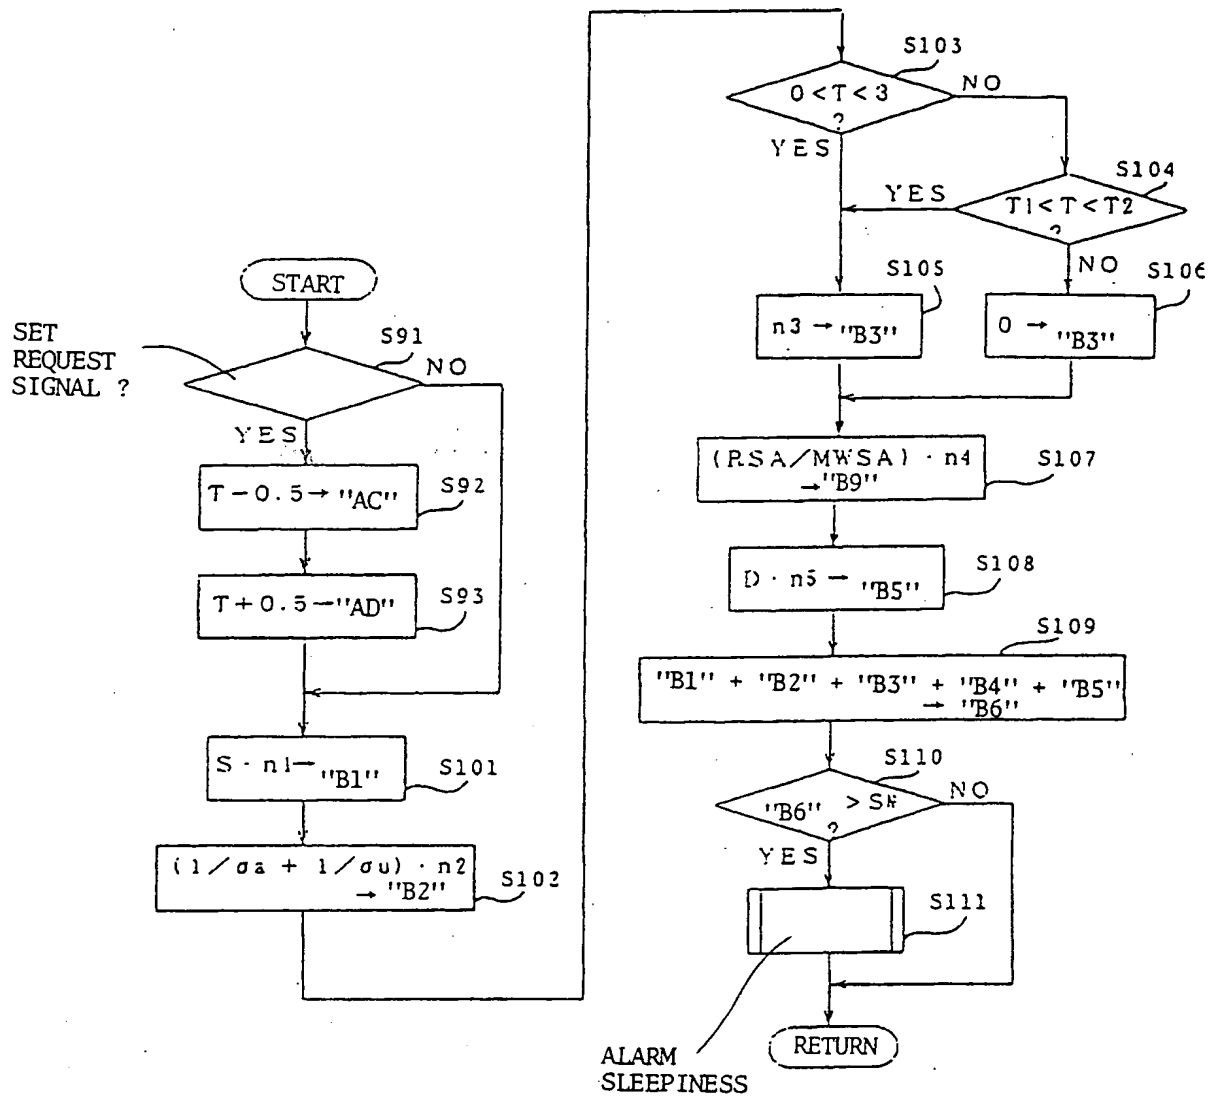 START
SET
REQUEST
SIGNAL ?
S91
NO
YES
T－0.5→ "AC"
S92
T＋0.5→"AD"
S93
S · n1→ "B1"
S101
(1／σa + 1／συ) · n2
→ "B2"
S102
S103
0<T<3
?
NO
YES
S104
T1<T<T2
?
YES
NO
S105
n3→"B3"
S106
0→ "B3"
(RSA／MWSA) · n4
→"B9"
S107
D · n5→ "B5"
S108
S109
"B1" + "B2" + "B3" + "B4" + "B5"
→ "B6"
S110
"B6" >
?
NO
YES
S111
ALARM
SLEEPINESS
RETURN